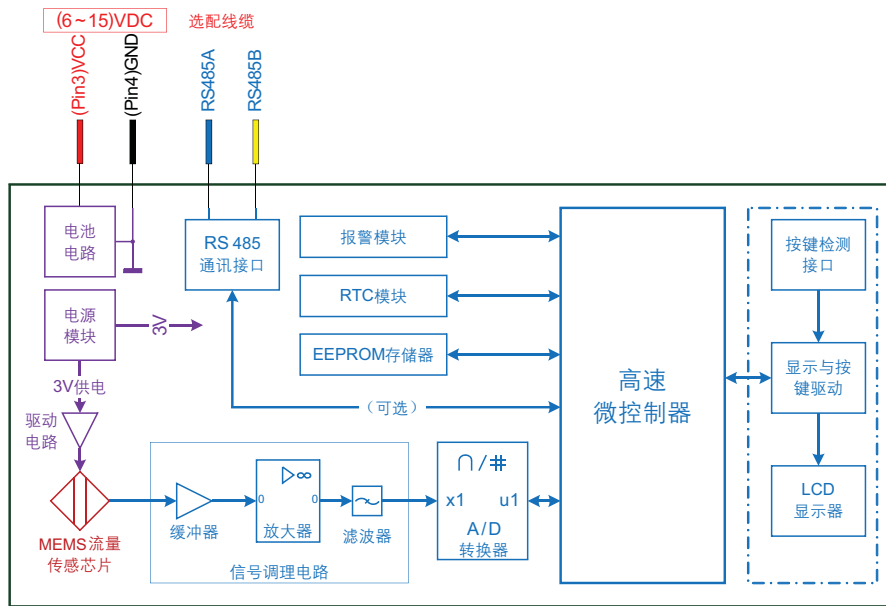 (6~15)VDC
选配线缆
(Pin3)VCC
(Pin4)GND
RS485A
RS485B
电池
电路
RS 485
通讯接口
报警模块
按键检测
接口
电源
模块
3V
RTC模块
EEPROM存储器
高速
微控制器
显示与按
键驱动
3V供电
(可选)
驱动
电路
∩/#
x1
u1
A/D
转换器
▷∞
0
0
放大器
缓冲器
滤波器
LCD
显示器
MEMS流量
传感芯片
信号调理电路